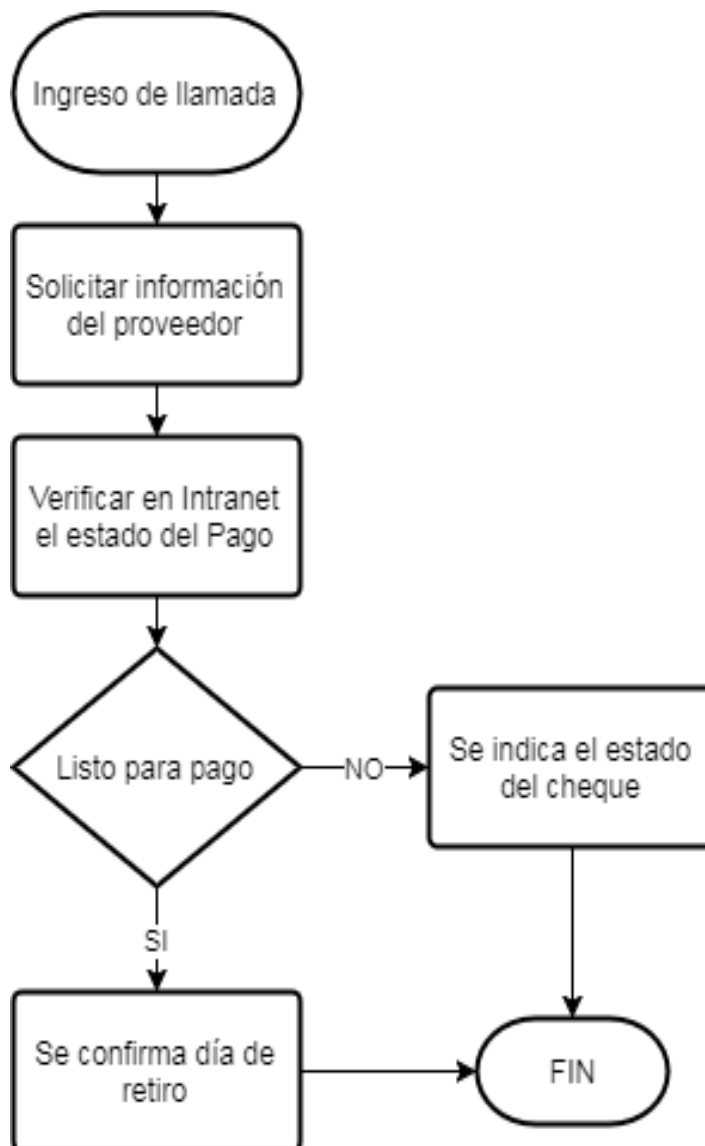 Ingreso de llamada
Solicitar información
del proveedor
Verificar en Intranet
el estado del Pago
Listo para pago
NO
Se indica el estado
del cheque
SI
Se confirma día de
retiro
FIN